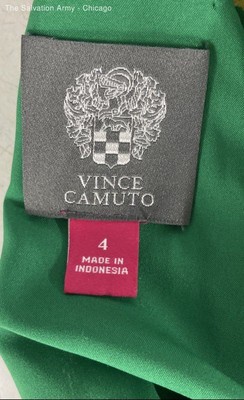 The Salvation Army - Chicago
VINCE
CAMUTO
4
MADE IN
INDONESIA